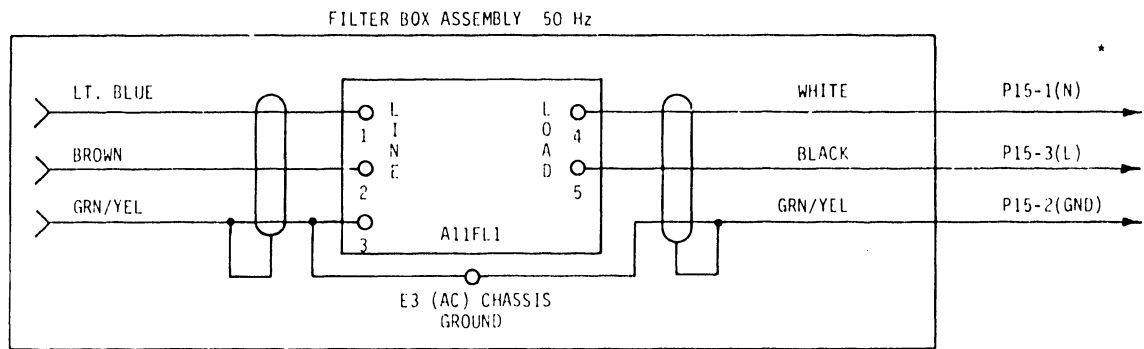 FILTER BOX ASSEMBLY 50 Hz
*
LT. BLUE
WHITE
P15-1(N)
LINE
LOAD
1
4
BROWN
BLACK
P15-3(L)
2
5
GRN/YEL
GRN/YEL
P15-2(GND)
3
A11FL1
E3 (AC) CHASSIS
GROUND